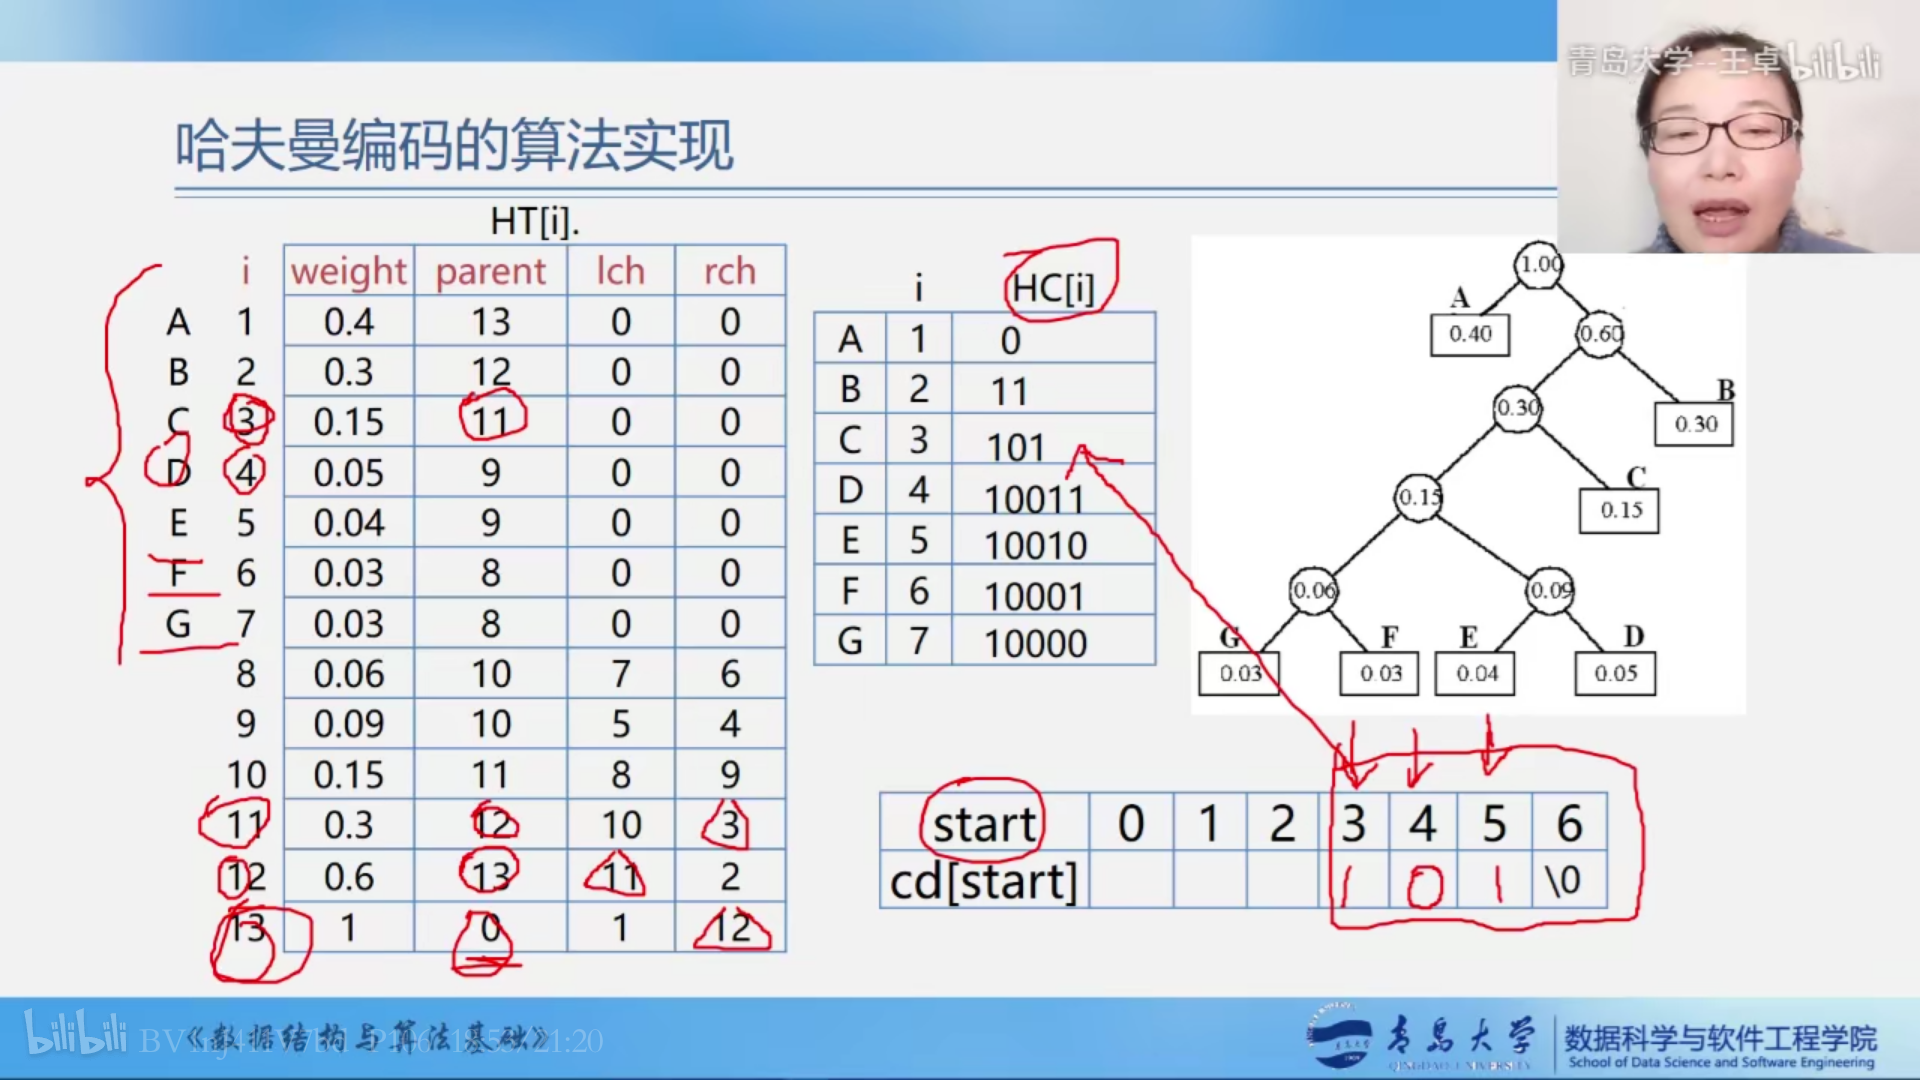 青岛大学--王卓 bilibili
哈夫曼编码的算法实现
HT[i].
i weight parent lch rch
A 1 0.4 13 0 0
B 2 0.3 12 0 0
C 3 0.15 11 0 0
D 4 0.05 9 0 0
E 5 0.04 9 0 0
F 6 0.03 8 0 0
G 7 0.03 8 0 0
8 0.06 10 7 6
9 0.09 10 5 4
10 0.15 11 8 9
11 0.3 12 10 3
12 0.6 13 11 2
13 1 0 1 12
i HC[i]
A 1 0
B 2 11
C 3 101
D 4 10011
E 5 10010
F 6 10001
G 7 10000
1.00
A
0.40 0.60
B
0.30 0.30
C
0.15 0.15
0.06 0.09
G F E D
0.03 0.03 0.04 0.05
start 0 1 2 3 4 5 6
cd[start] 1 0 1 \0
bilibili
《数据结构与算法基础》
青岛大学
QINGDAO UNIVERSITY
数据科学与软件工程学院
School of Data Science and Software Engineering